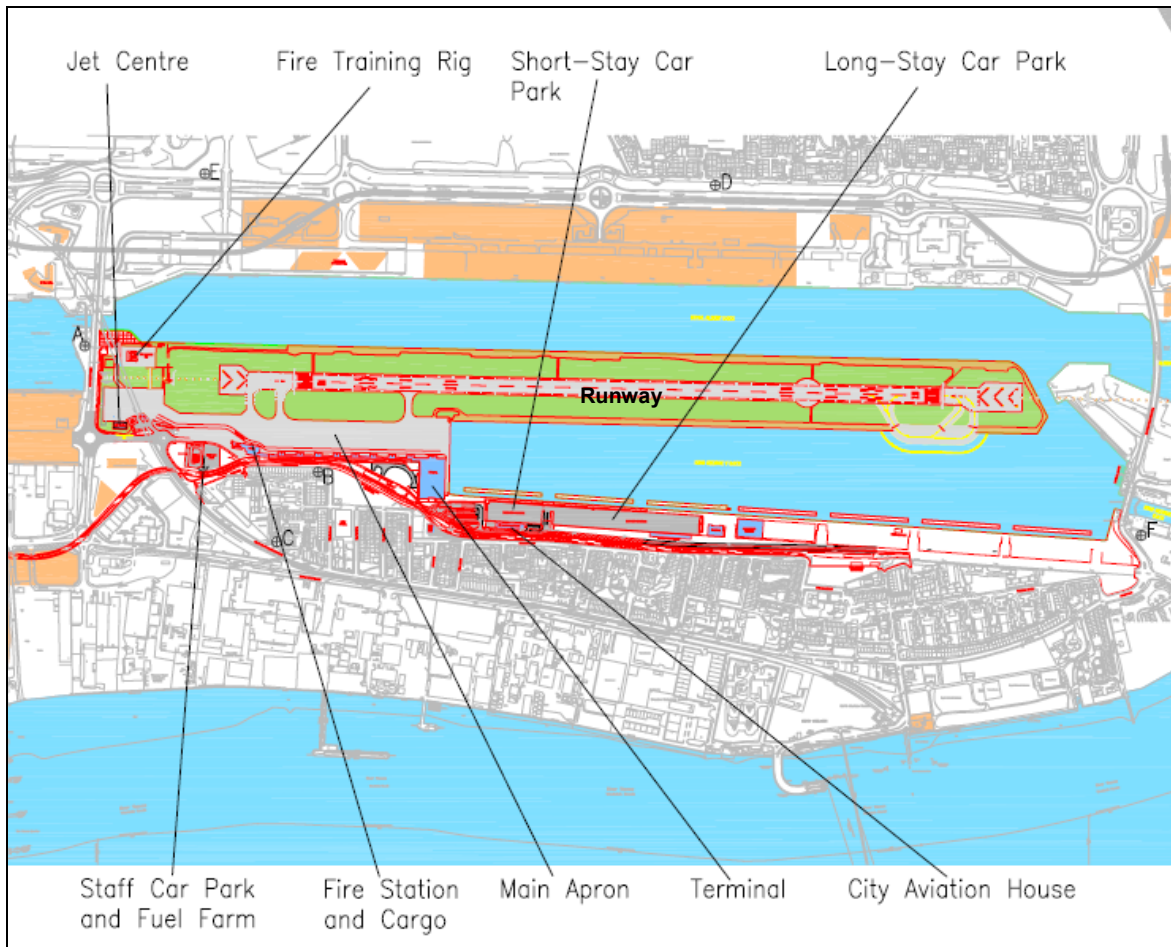 Jet Centre
Fire Training Rig
Short-Stay Car
Park
Long-Stay Car Park
E
D
A
Runway
B
C
F
Staff Car Park
and Fuel Farm
Fire Station
and Cargo
Main Apron
Terminal
City Aviation House